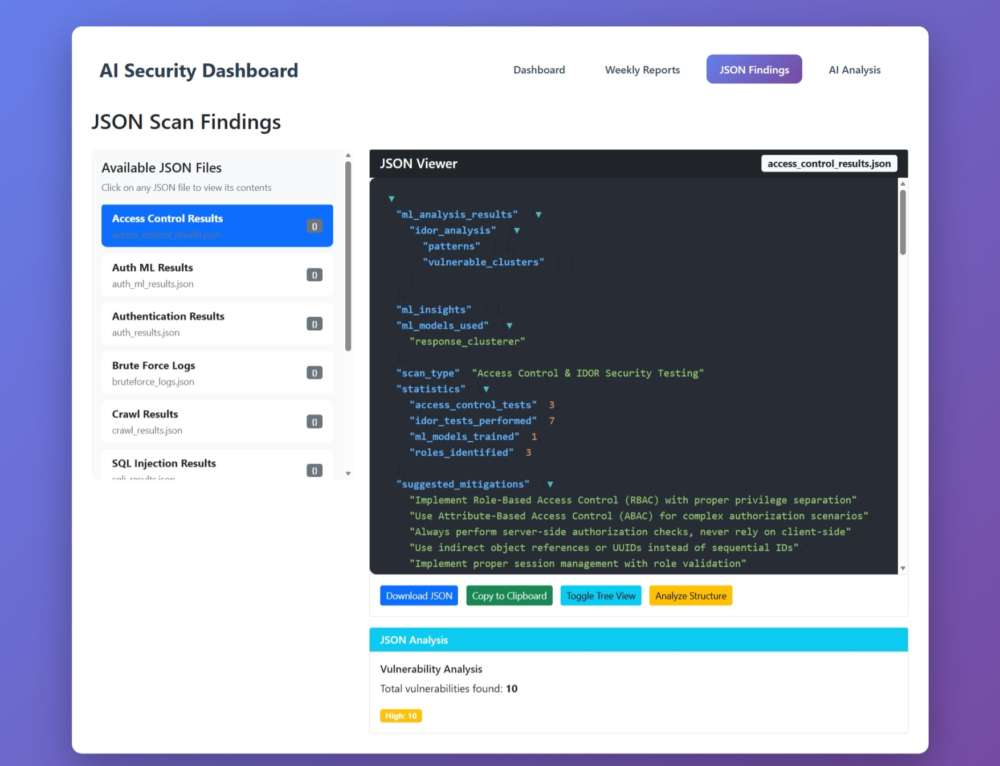 AI Security Dashboard
Dashboard
Weekly Reports
JSON Findings
AI Analysis
JSON Scan Findings
Available JSON Files
Click on any JSON file to view its contents
Access Control Results
access_control_results.json
{}
Auth ML Results
auth_ml_results.json
{}
Authentication Results
auth_results.json
{}
Brute Force Logs
bruteforce_logs.json
{}
Crawl Results
crawl_results.json
{}
SQL Injection Results
sqli_results.json
{}
JSON Viewer
access_control_results.json
{▼
"ml_analysis_results": {▼
"idor_analysis": {▼
"patterns": [ ],
"vulnerable_clusters": [ ]
}
},
"ml_insights": [ ],
"ml_models_used": [▼
"response_clusterer"
],
"scan_type": "Access Control & IDOR Security Testing",
"statistics": {▼
"access_control_tests": 3,
"idor_tests_performed": 7,
"ml_models_trained": 1,
"roles_identified": 3
},
"suggested_mitigations": [▼
"Implement Role-Based Access Control (RBAC) with proper privilege separation",
"Use Attribute-Based Access Control (ABAC) for complex authorization scenarios",
"Always perform server-side authorization checks, never rely on client-side",
"Use indirect object references or UUIDs instead of sequential IDs",
"Implement proper session management with role validation",
Download JSON
Copy to Clipboard
Toggle Tree View
Analyze Structure
JSON Analysis
Vulnerability Analysis
Total vulnerabilities found: 10
High: 10